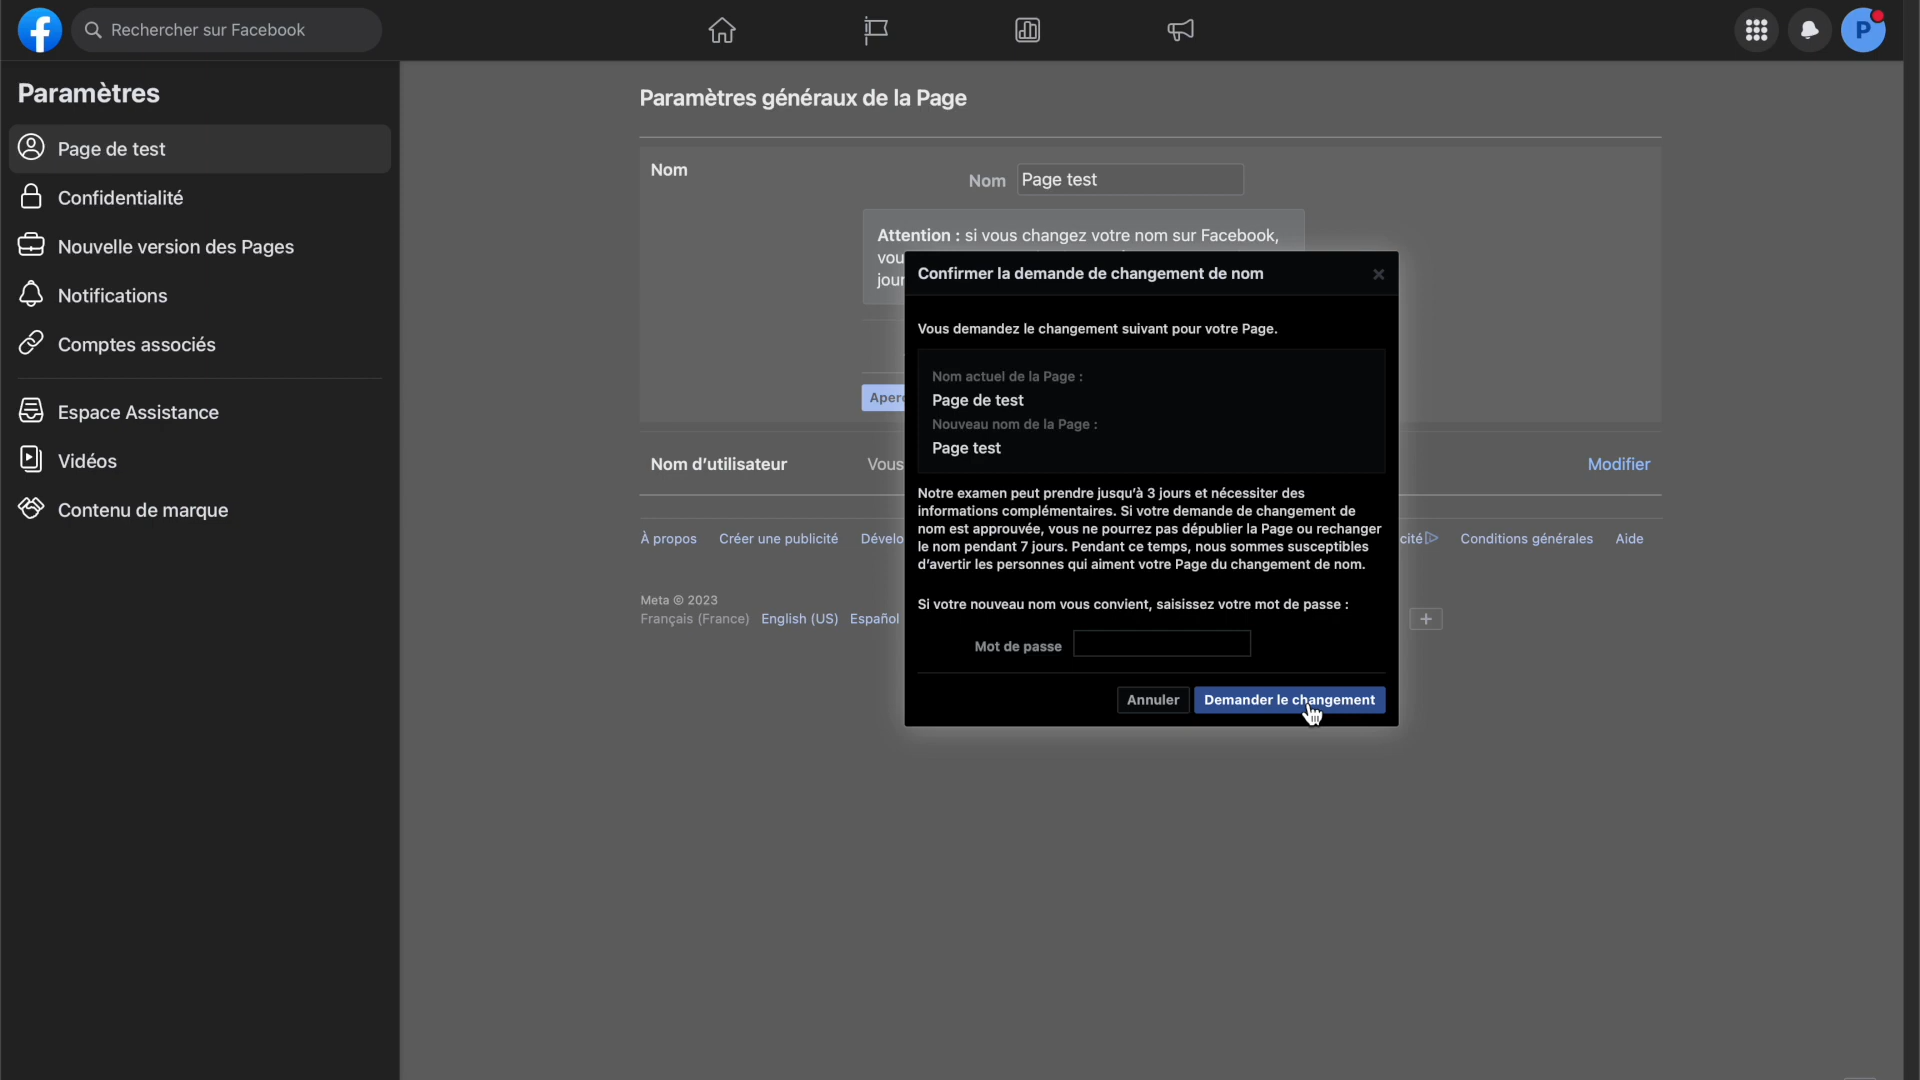 Rechercher sur Facebook
P
Paramètres
Page de test
Confidentialité
Nouvelle version des Pages
Notifications
Comptes associés
Espace Assistance
Vidéos
Contenu de marque
Paramètres généraux de la Page
Nom
Nom Page test
Attention : si vous changez votre nom sur Facebook,
vou
jour
Aperç
Nom d'utilisateur Vous Modifier
À propos Créer une publicité Dévelo cité Conditions générales Aide
Meta © 2023
Français (France) English (US) Español +
Confirmer la demande de changement de nom
Vous demandez le changement suivant pour votre Page.
Nom actuel de la Page :
Page de test
Nouveau nom de la Page :
Page test
Notre examen peut prendre jusqu'à 3 jours et nécessiter des
informations complémentaires. Si votre demande de changement de
nom est approuvée, vous ne pourrez pas dépublier la Page ou rechanger
le nom pendant 7 jours. Pendant ce temps, nous sommes susceptibles
d'avertir les personnes qui aiment votre Page du changement de nom.
Si votre nouveau nom vous convient, saisissez votre mot de passe :
Mot de passe
Annuler Demander le changement